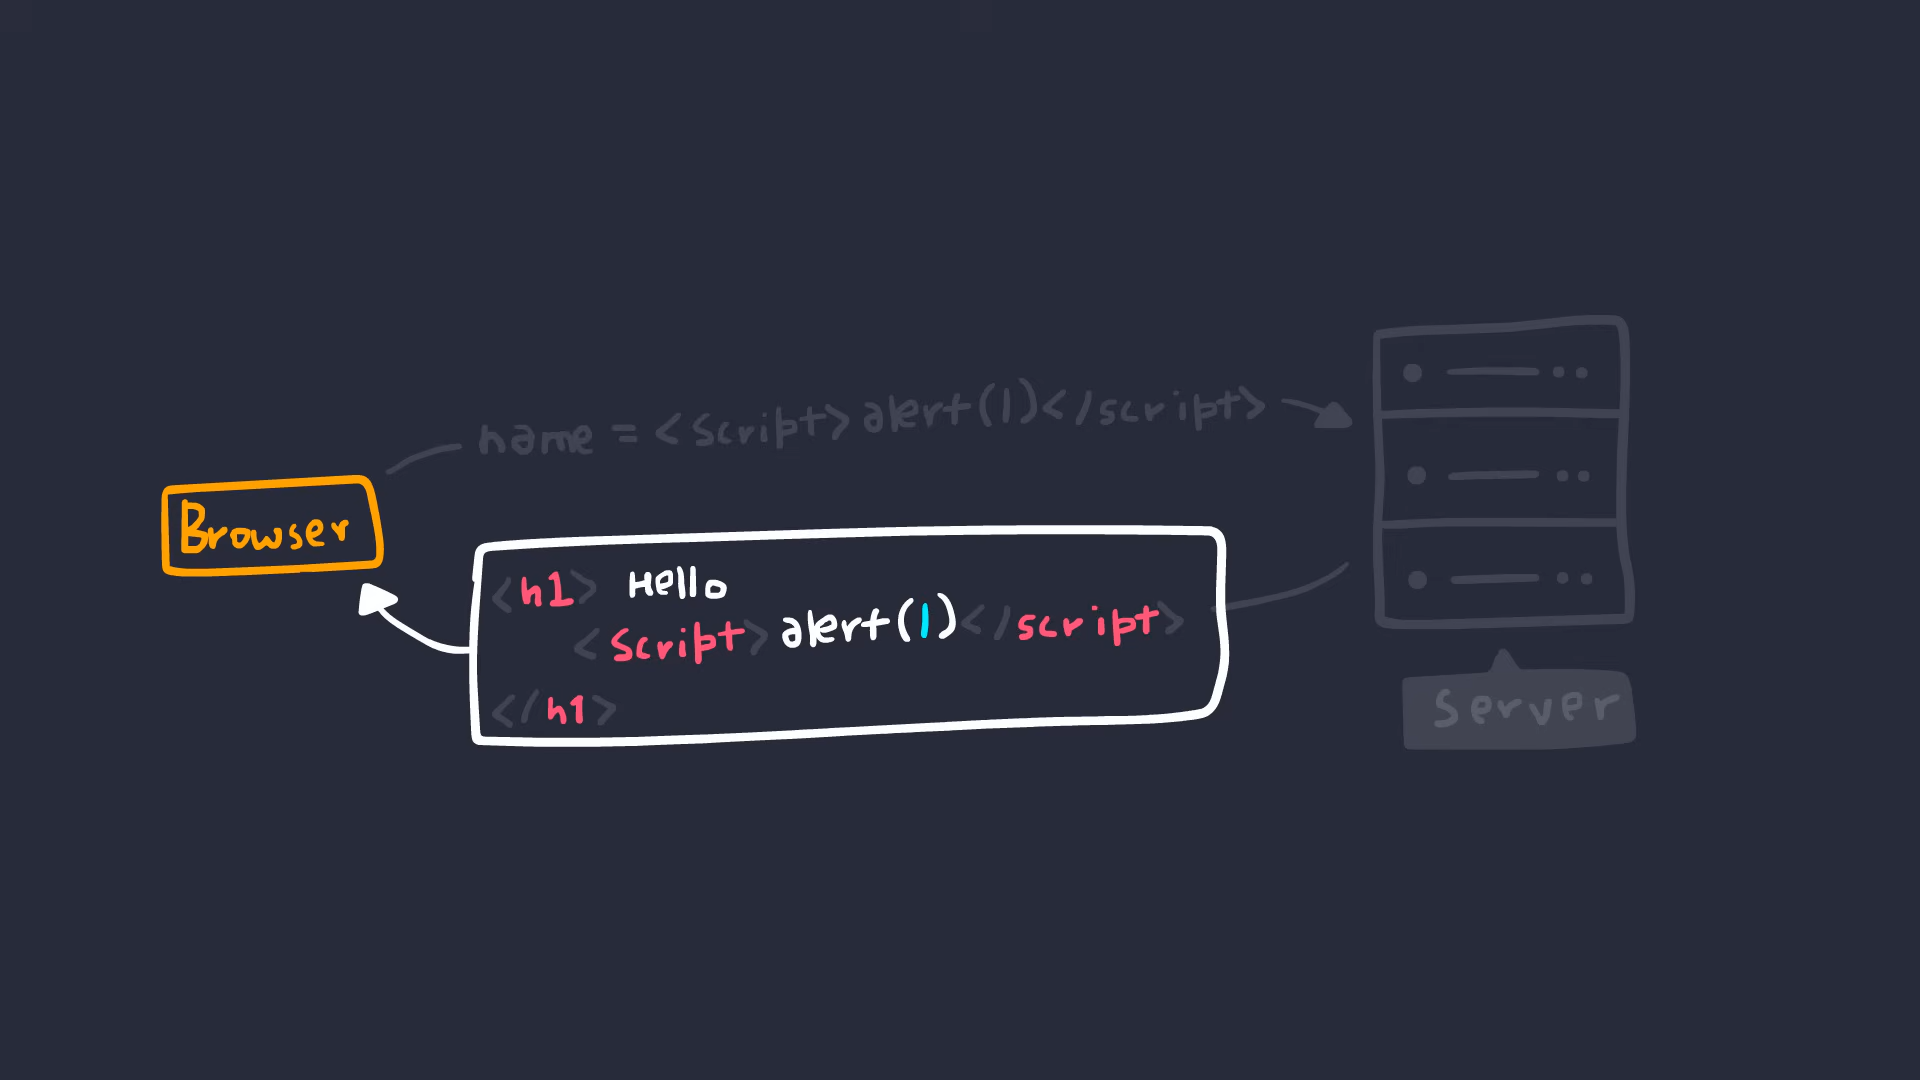 name = <script>alert(1)</script>
Browser
<h1> Hello
<script>alert(1)</script>
</h1>
Server